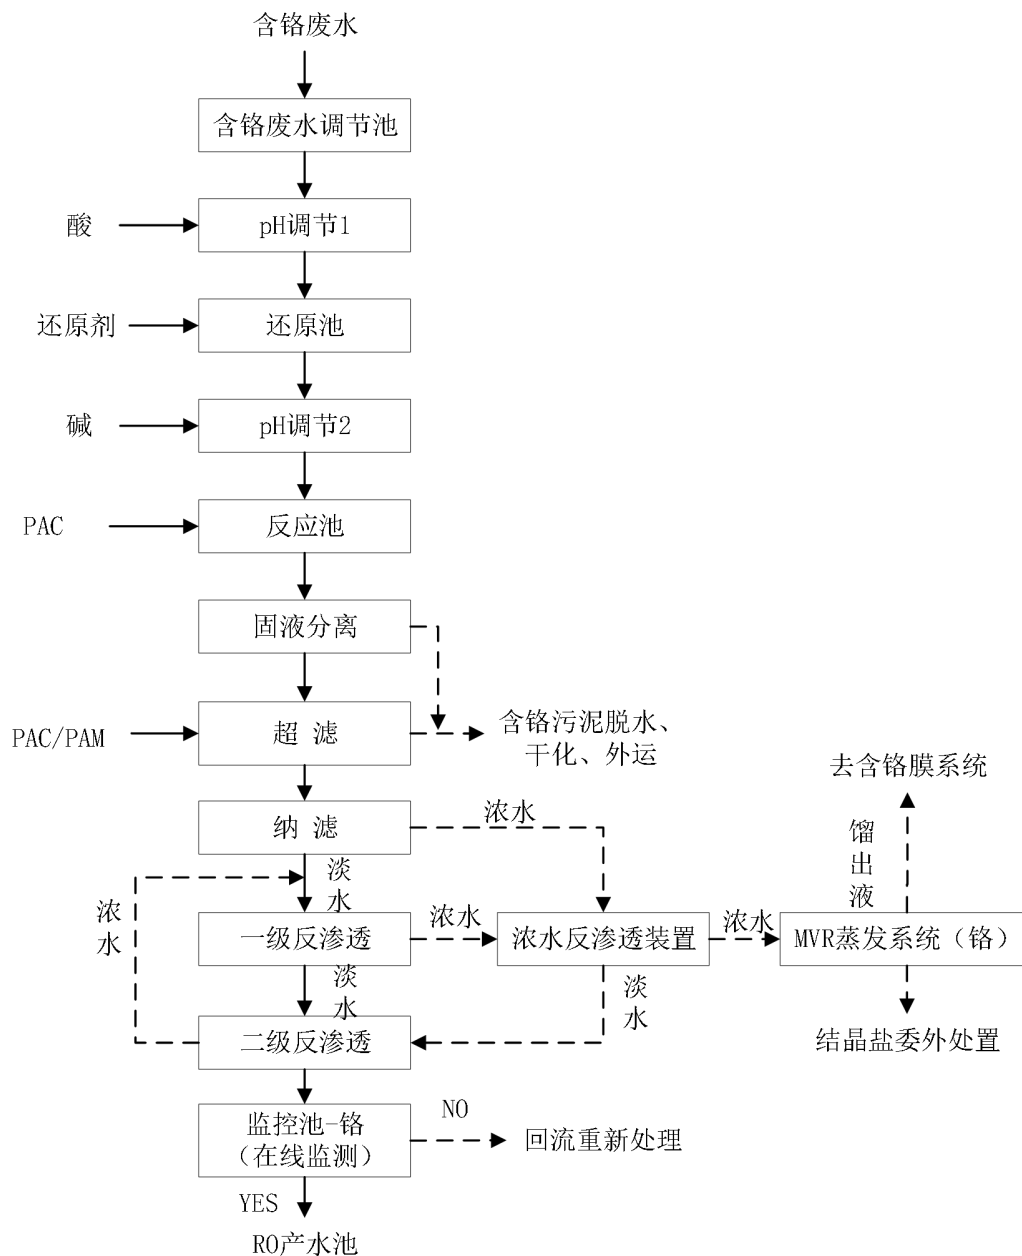 含铬废水
含铬废水调节池
酸
pH调节1
还原剂
还原池
碱
pH调节2
PAC
反应池
固液分离
PAC/PAM
超 滤
含铬污泥脱水、
干化、外运
去含铬膜系统
纳 滤
浓水
馏出液
淡水
浓水
一级反渗透
浓水
浓水反渗透装置
浓水
MVR蒸发系统（铬）
淡水
淡水
二级反渗透
结晶盐委外处置
监控池-铬
（在线监测）
NO
回流重新处理
YES
RO产水池